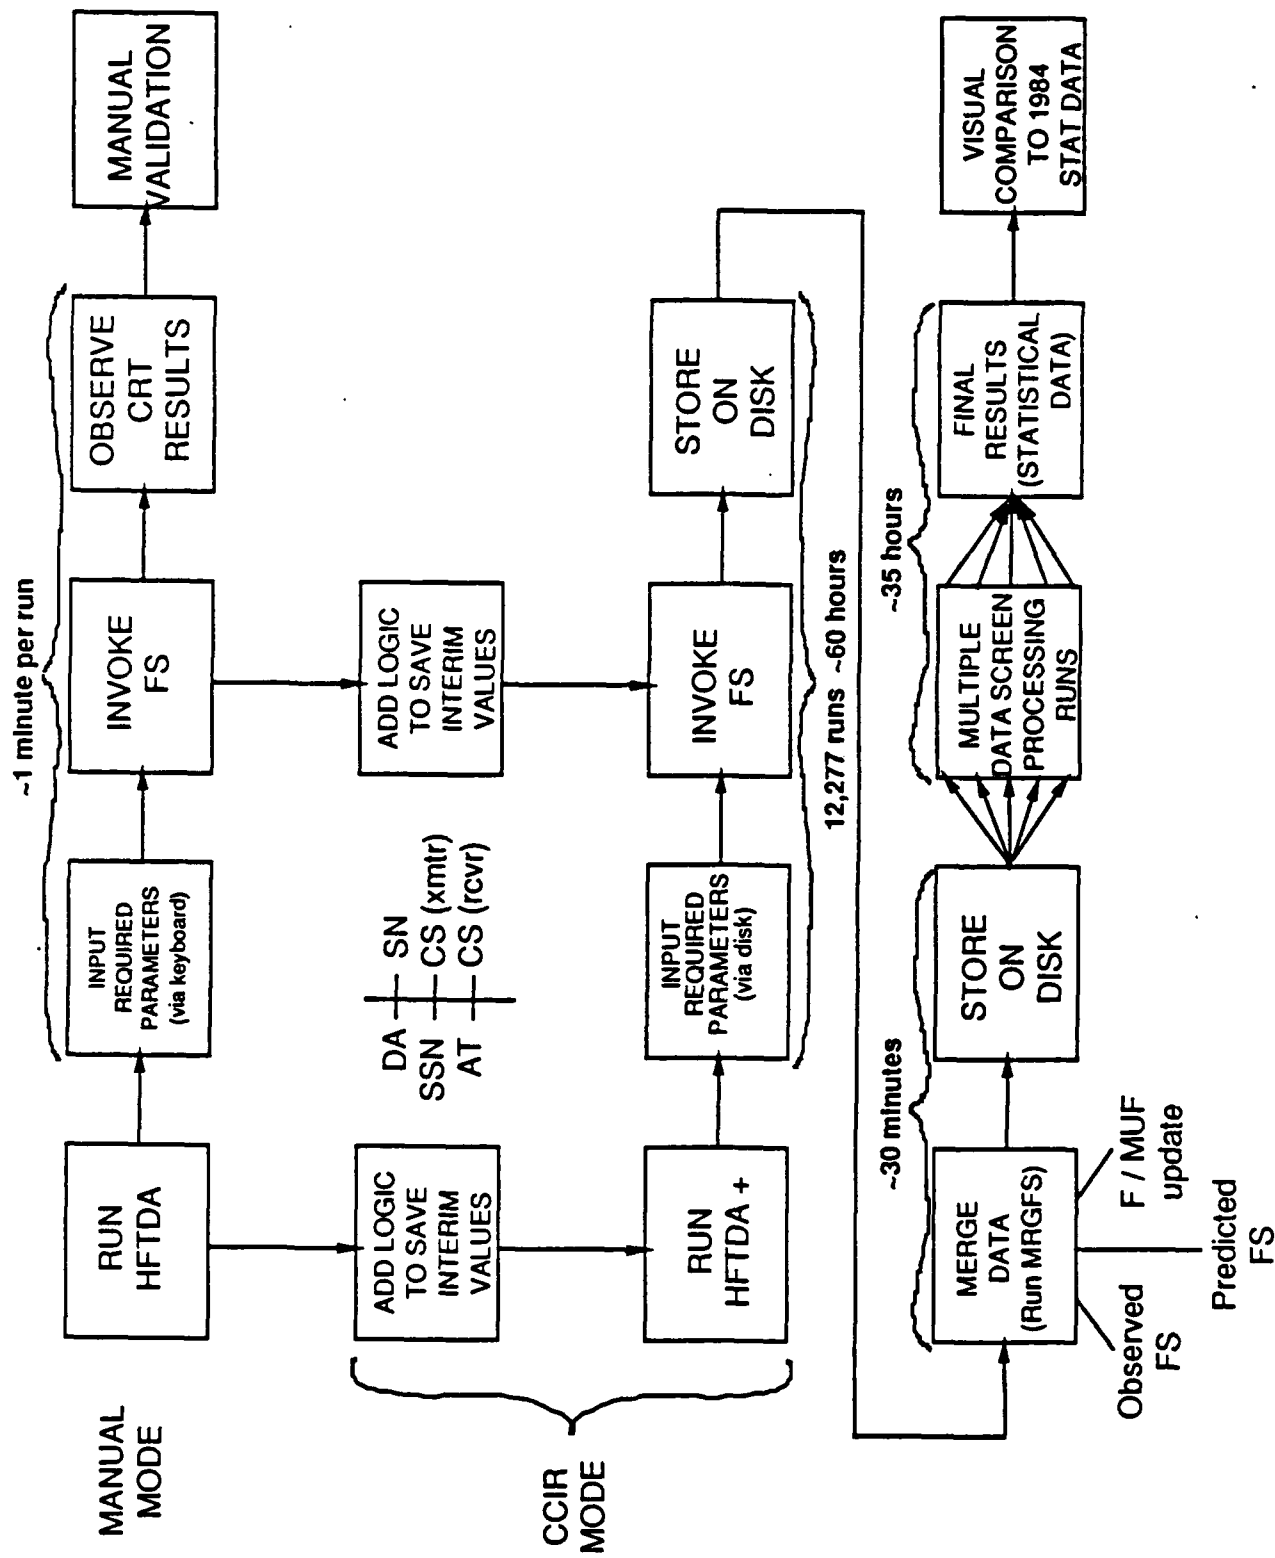 MANUAL
MODE
RUN
HFTDA
INPUT
REQUIRED
PARAMETERS
(via keyboard)
INVOKE
FS
OBSERVE
CRT
RESULTS
MANUAL
VALIDATION
~1 minute per run
CCIR
MODE
ADD LOGIC
TO SAVE
INTERIM
VALUES
DA — SN
SSN — CS (xmtr)
AT — CS (rcvr)
ADD LOGIC
TO SAVE
INTERIM
VALUES
RUN
HFTDA +
INPUT
REQUIRED
PARAMETERS
(via disk)
INVOKE
FS
STORE
ON
DISK
12,277 runs ~60 hours
~30 minutes
MERGE
DATA
(Run MRGFS)
Observed
FS
Predicted
FS
F / MUF
update
STORE
ON
DISK
~35 hours
MULTIPLE
DATA SCREEN
PROCESSING
RUNS
FINAL
RESULTS
(STATISTICAL
DATA)
VISUAL
COMPARISON
TO 1984
STAT DATA